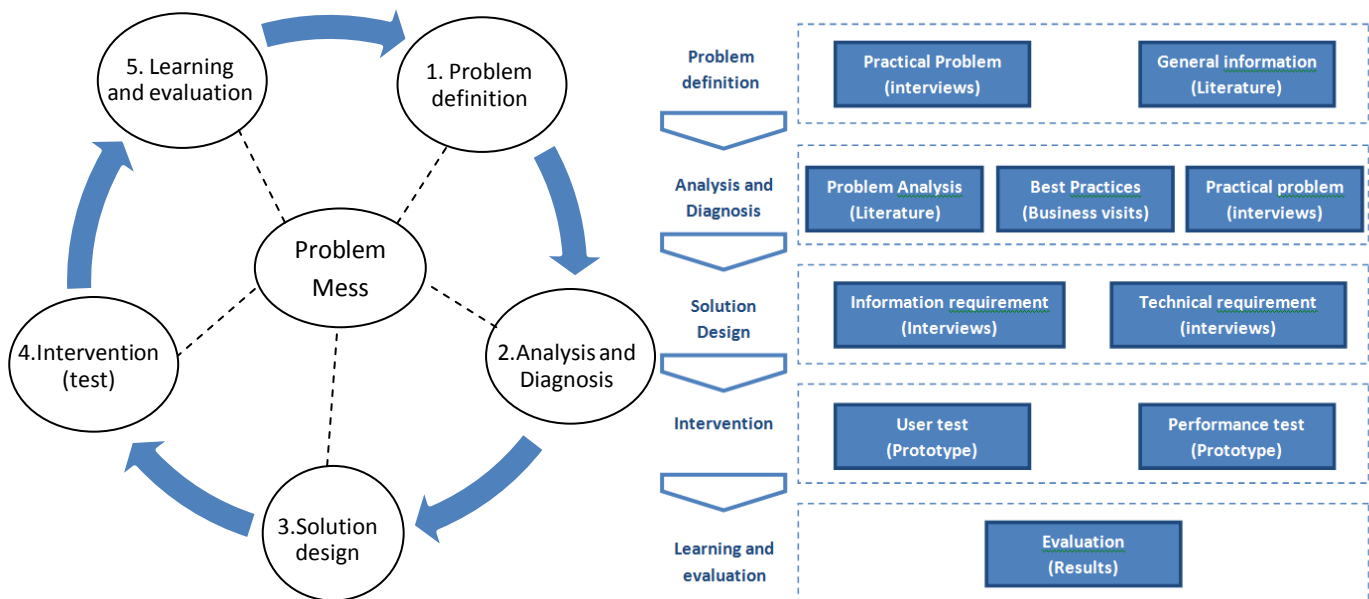 5. Learning
and evaluation
1. Problem
definition
Problem
Mess
4.Intervention
(test)
2.Analysis and
Diagnosis
3.Solution
design
Problem
definition
Practical Problem
(interviews)
General information
(Literature)
Analysis and
Diagnosis
Problem Analysis
(Literature)
Best Practices
(Business visits)
Practical problem
(interviews)
Solution
Design
Information requirement
(Interviews)
Technical requirement
(interviews)
Intervention
User test
(Prototype)
Performance test
(Prototype)
Learning and
evaluation
Evaluation
(Results)